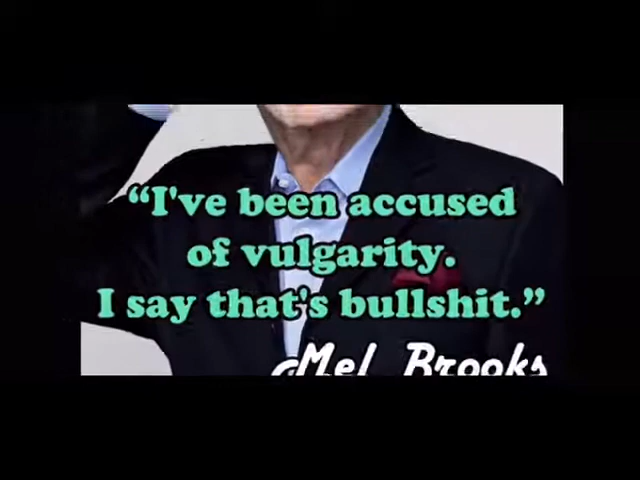 “I've been accused
of vulgarity.
I say that's bullshit.”
Mel Brooks